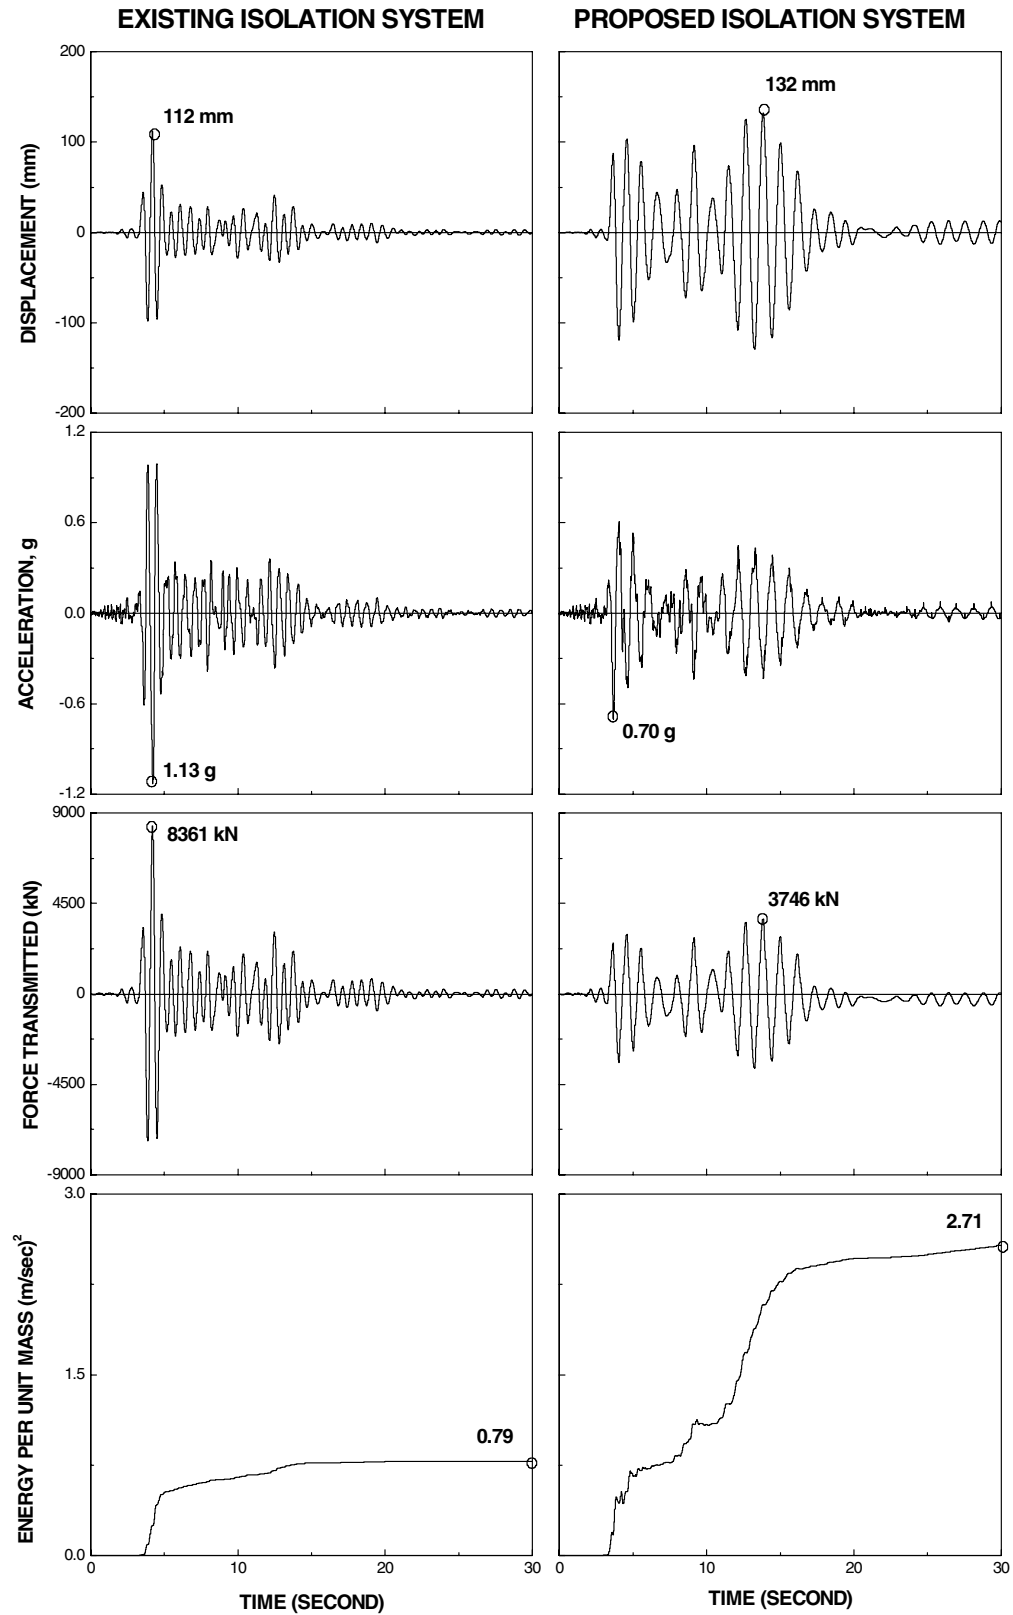 EXISTING ISOLATION SYSTEM
PROPOSED ISOLATION SYSTEM
DISPLACEMENT (mm)
200
100
0
-100
-200
112 mm
132 mm
ACCELERATION, g
1.2
0.6
0.0
-0.6
-1.2
1.13 g
0.70 g
FORCE TRANSMITTED (kN)
9000
4500
0
-4500
-9000
8361 kN
3746 kN
ENERGY PER UNIT MASS (m/sec)²
3.0
1.5
0.0
0.79
2.71
0 10 20 30
0 10 20 30
TIME (SECOND)
TIME (SECOND)